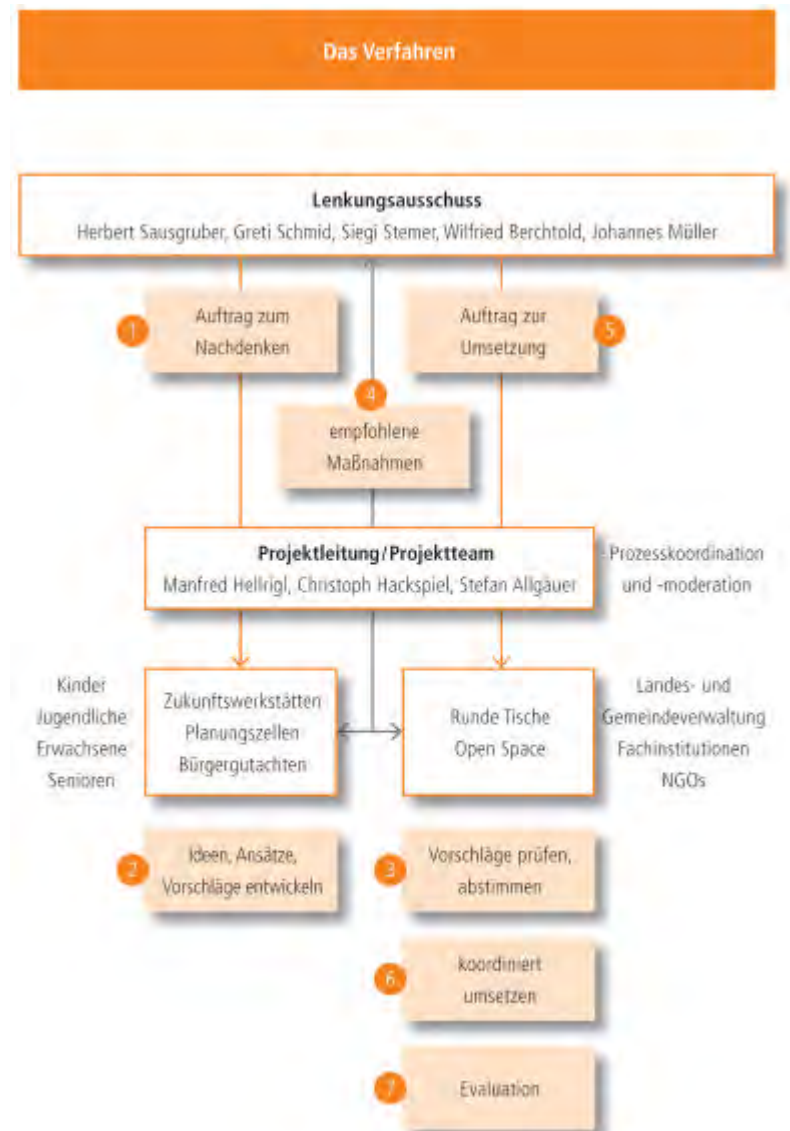 Das Verfahren
Lenkungsausschuss
Herbert Sausgruber, Greti Schmid, Siegi Stemer, Wilfried Berchtold, Johannes Müller
1
Auftrag zum
Nachdenken
Auftrag zur
Umsetzung
5
4
empfohlene
Maßnahmen
Projektleitung/Projektteam
Manfred Hellrigl, Christoph Hackspiel, Stefan Allgäuer
Prozesskoordination
und -moderation
Kinder
Jugendliche
Erwachsene
Senioren
Zukunftswerkstätten
Planungszellen
Bürgergutachten
Runde Tische
Open Space
Landes- und
Gemeindeverwaltung
Fachinstitutionen
NGOs
2
Ideen, Ansätze,
Vorschläge entwickeln
3
Vorschläge prüfen,
abstimmen
6
koordiniert
umsetzen
7
Evaluation